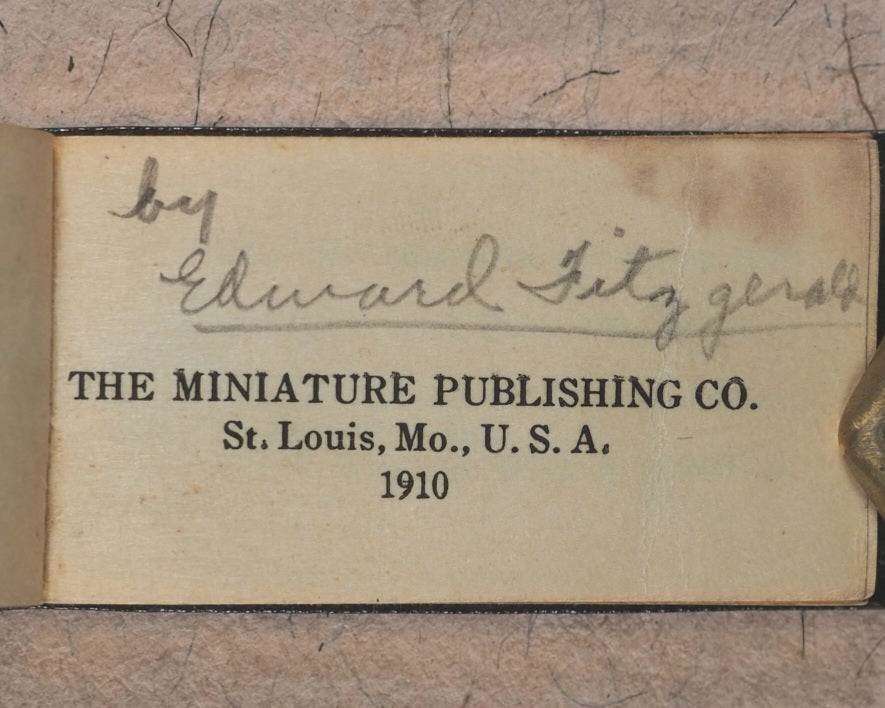 by
Edward Fitzgerald
THE MINIATURE PUBLISHING CO.
St. Louis, Mo., U. S. A.
1910